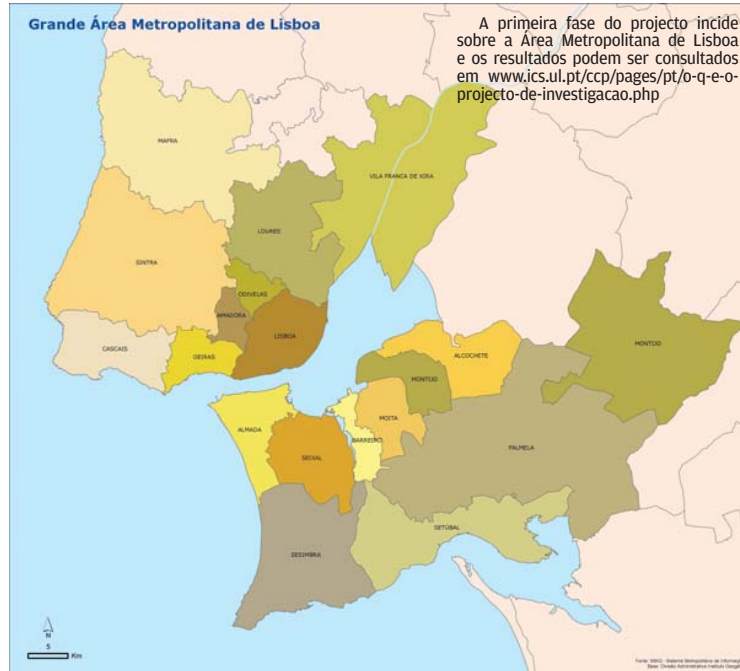 Grande Área Metropolitana de Lisboa
A primeira fase do projecto incide
sobre a Área Metropolitana de Lisboa
e os resultados podem ser consultados
em www.ics.ul.pt/ccp/pages/pt/o-q-e-o-
projecto-de-investigacao.php
MAFRA
VILA FRANCA DE XIRA
LOURES
SINTRA
ODIVELAS
AMADORA
LISBOA
CASCAIS
OEIRAS
ALCOCHETE
MONTIJO
MONTIJO
MOITA
ALMADA
BARREIRO
SEIXAL
PALMELA
SETÚBAL
SESIMBRA
N
5
Km